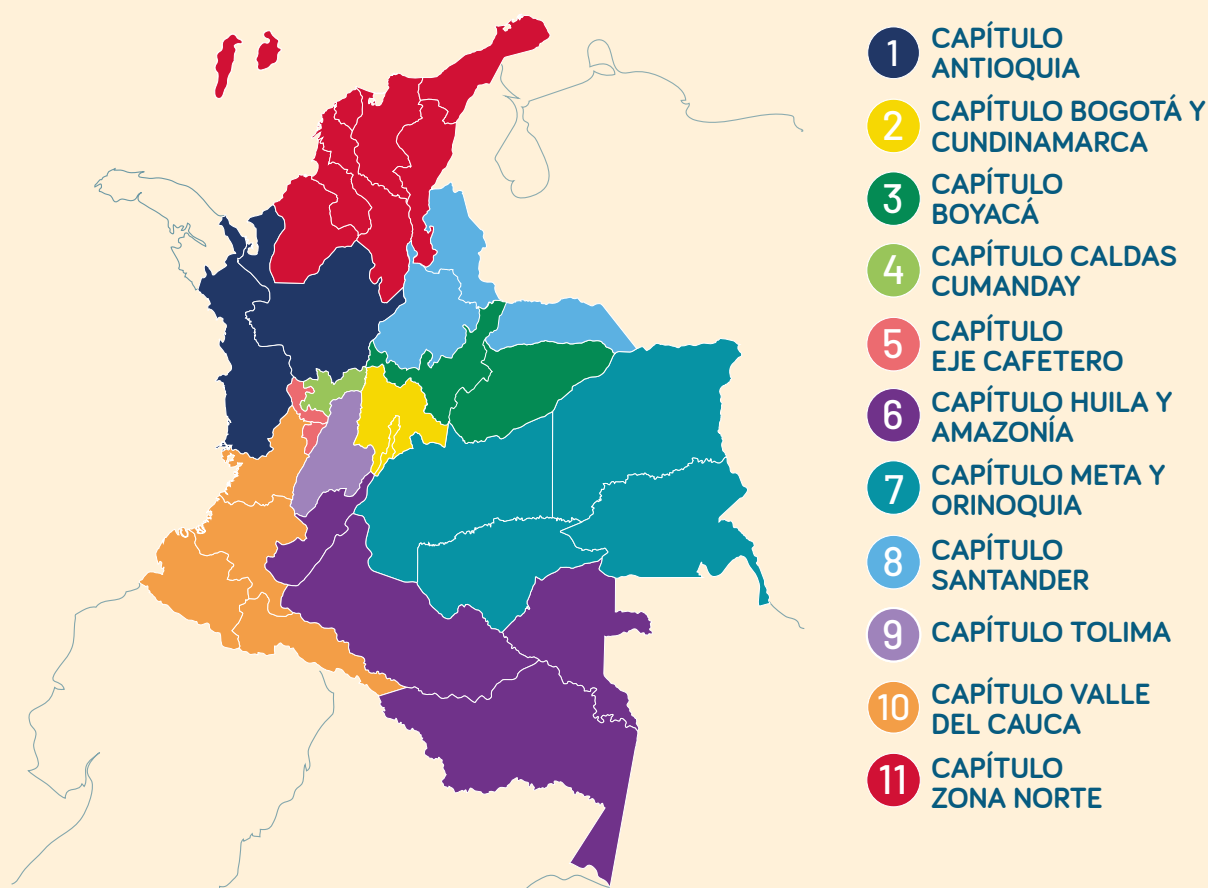 1 CAPÍTULO
ANTIOQUIA
2 CAPÍTULO BOGOTÁ Y
CUNDINAMARCA
3 CAPÍTULO
BOYACÁ
4 CAPÍTULO CALDAS
CUMANDAY
5 CAPÍTULO
EJE CAFETERO
6 CAPÍTULO HUILA Y
AMAZONÍA
7 CAPÍTULO META Y
ORINOQUIA
8 CAPÍTULO
SANTANDER
9 CAPÍTULO TOLIMA
10 CAPÍTULO VALLE
DEL CAUCA
11 CAPÍTULO
ZONA NORTE